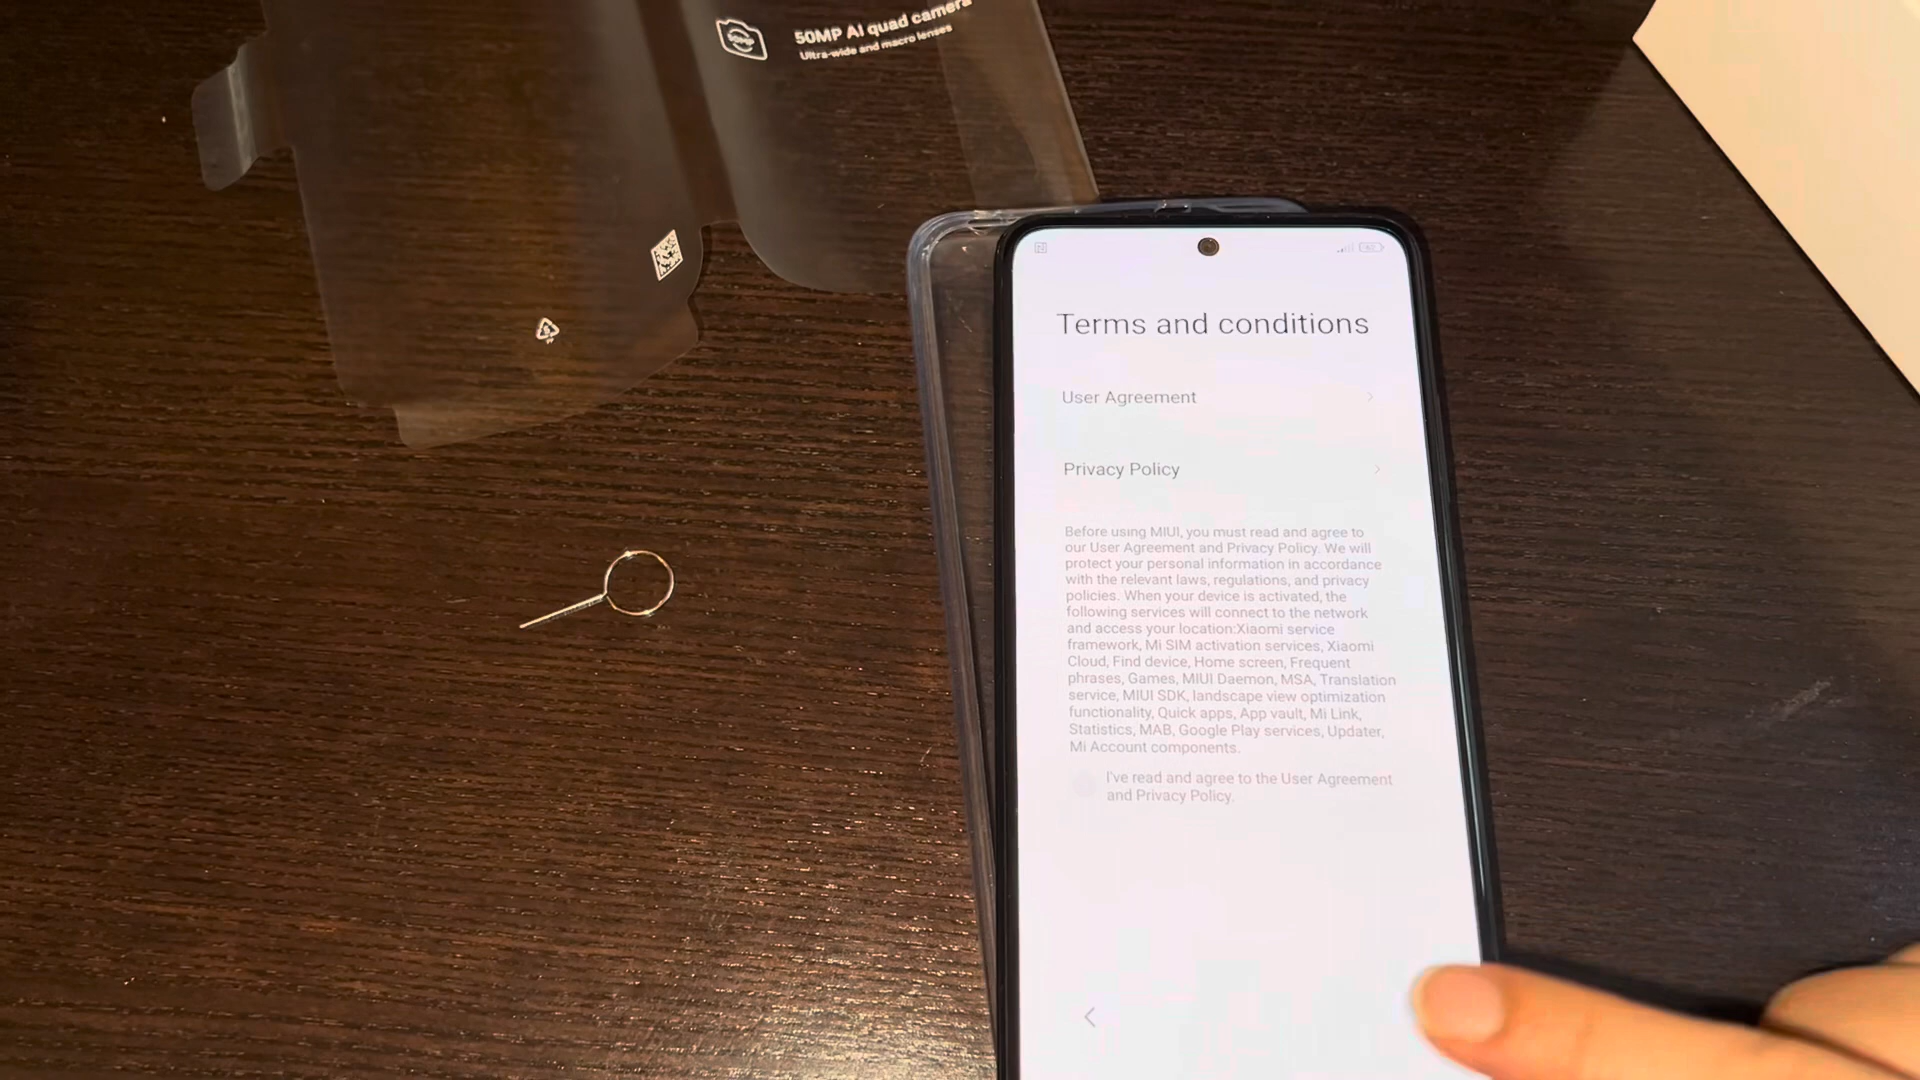 50MP AI quad camera
Ultra-wide and macro lenses
50MP
Terms and conditions
User Agreement
Privacy Policy
Before using MIUI, you must read and agree to
our User Agreement and Privacy Policy. We will
protect your personal information in accordance
with the relevant laws, regulations, and privacy
policies. When your device is activated, the
following services will connect to the network
and access your location:Xiaomi service
framework, Mi SIM activation services, Xiaomi
Cloud, Find device, Home screen, Frequent
phrases, Games, MIUI Daemon, MSA, Translation
service, MIUI SDK, landscape view optimization
functionality, Quick apps, App vault, Mi Link,
Statistics, MAB, Google Play services, Updater,
Mi Account components.
I've read and agree to the User Agreement
and Privacy Policy.